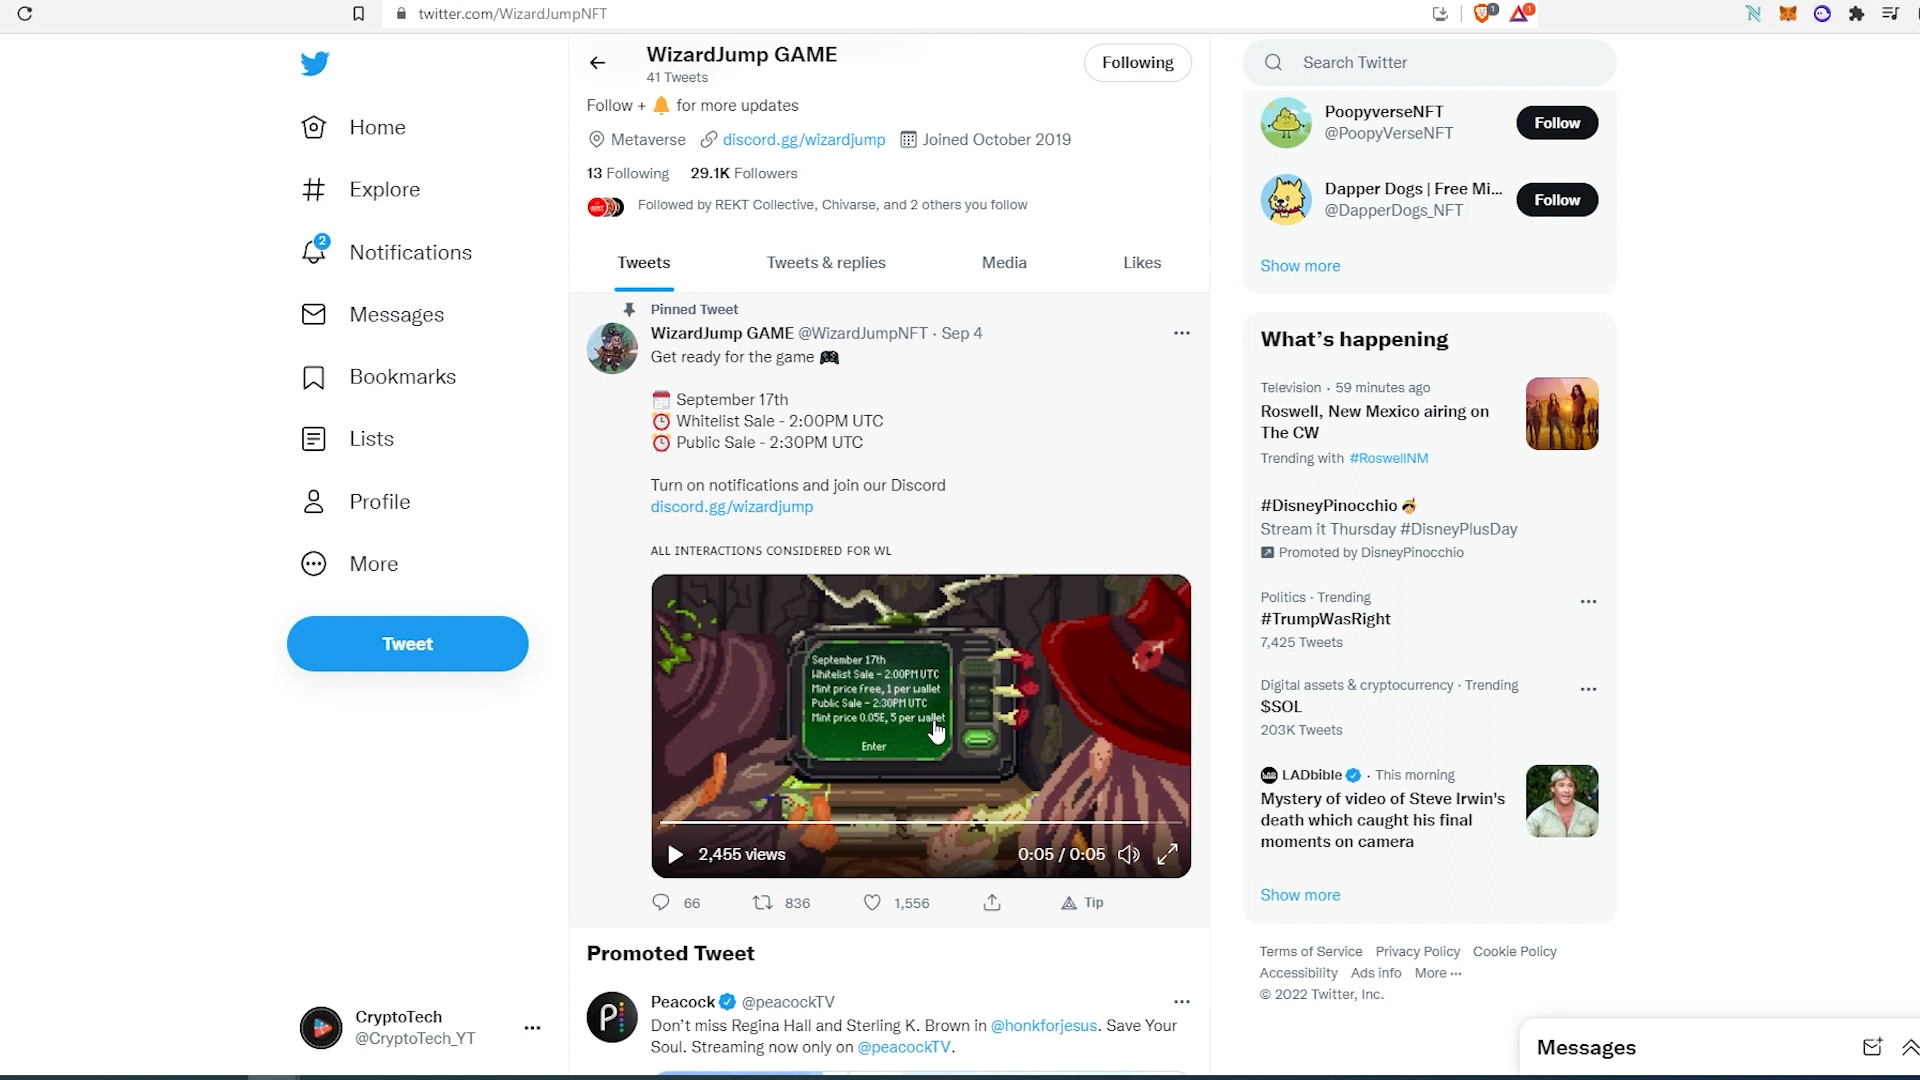 twitter.com/WizardJumpNFT
1
1
Home
Explore
2
Notifications
Messages
Bookmarks
Lists
Profile
More
Tweet
CryptoTech
@CryptoTech_YT
WizardJump GAME
41 Tweets
Following
Follow + 🔔 for more updates
Metaverse discord.gg/wizardjump Joined October 2019
13 Following 29.1K Followers
Followed by REKT Collective, Chivarse, and 2 others you follow
Tweets Tweets & replies Media Likes
Pinned Tweet
WizardJump GAME @WizardJumpNFT · Sep 4
Get ready for the game 🎮
September 17th
Whitelist Sale - 2:00PM UTC
Public Sale - 2:30PM UTC
Turn on notifications and join our Discord
discord.gg/wizardjump
ALL INTERACTIONS CONSIDERED FOR WL
September 17th
Whitelist Sale - 2:00PM UTC
Mint price free, 1 per wallet
Public Sale - 2:30PM UTC
Mint price 0.05E, 5 per wallet
Enter
2,455 views 0:05 / 0:05
66 836 1,556 Tip
Promoted Tweet
Peacock @peacockTV
Don't miss Regina Hall and Sterling K. Brown in @honkforjesus. Save Your
Soul. Streaming now only on @peacockTV.
Search Twitter
PoopyverseNFT
@PoopyVerseNFT
Follow
Dapper Dogs | Free Mi...
@DapperDogs_NFT
Follow
Show more
What's happening
Television · 59 minutes ago
Roswell, New Mexico airing on
The CW
Trending with #RoswellNM
#DisneyPinocchio
Stream it Thursday #DisneyPlusDay
Promoted by DisneyPinocchio
Politics · Trending
#TrumpWasRight
7,425 Tweets
Digital assets & cryptocurrency · Trending
$SOL
203K Tweets
LADbible · This morning
Mystery of video of Steve Irwin's
death which caught his final
moments on camera
Show more
Terms of Service Privacy Policy Cookie Policy
Accessibility Ads info More ···
© 2022 Twitter, Inc.
Messages